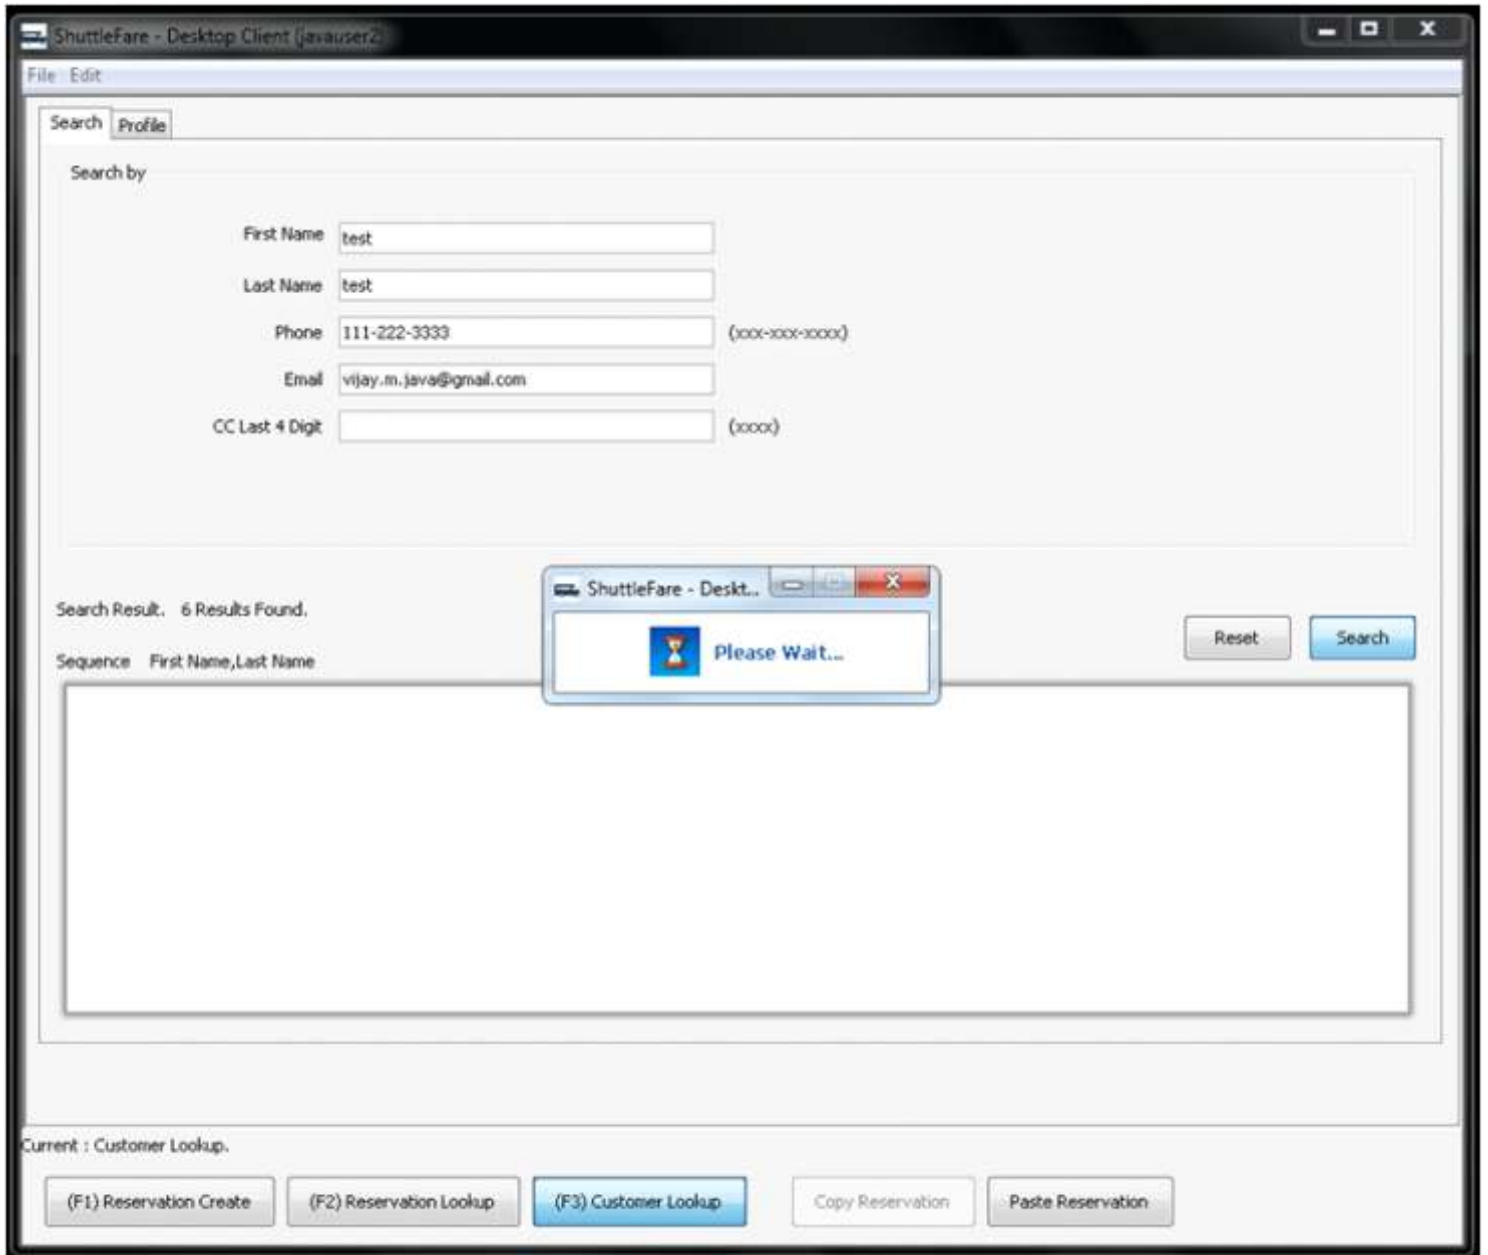 ShuttleFare - Desktop Client (javauser2)
File Edit
Search Profile
Search by
First Name test
Last Name test
Phone 111-222-3333 (xxx-xxx-xxxx)
Email vijay.m.java@gmail.com
CC Last 4 Digit (xxxx)
ShuttleFare - Deskt...
Please Wait...
Search Result. 6 Results Found.
Reset Search
Sequence First Name,Last Name
Current : Customer Lookup.
(F1) Reservation Create (F2) Reservation Lookup (F3) Customer Lookup Copy Reservation Paste Reservation